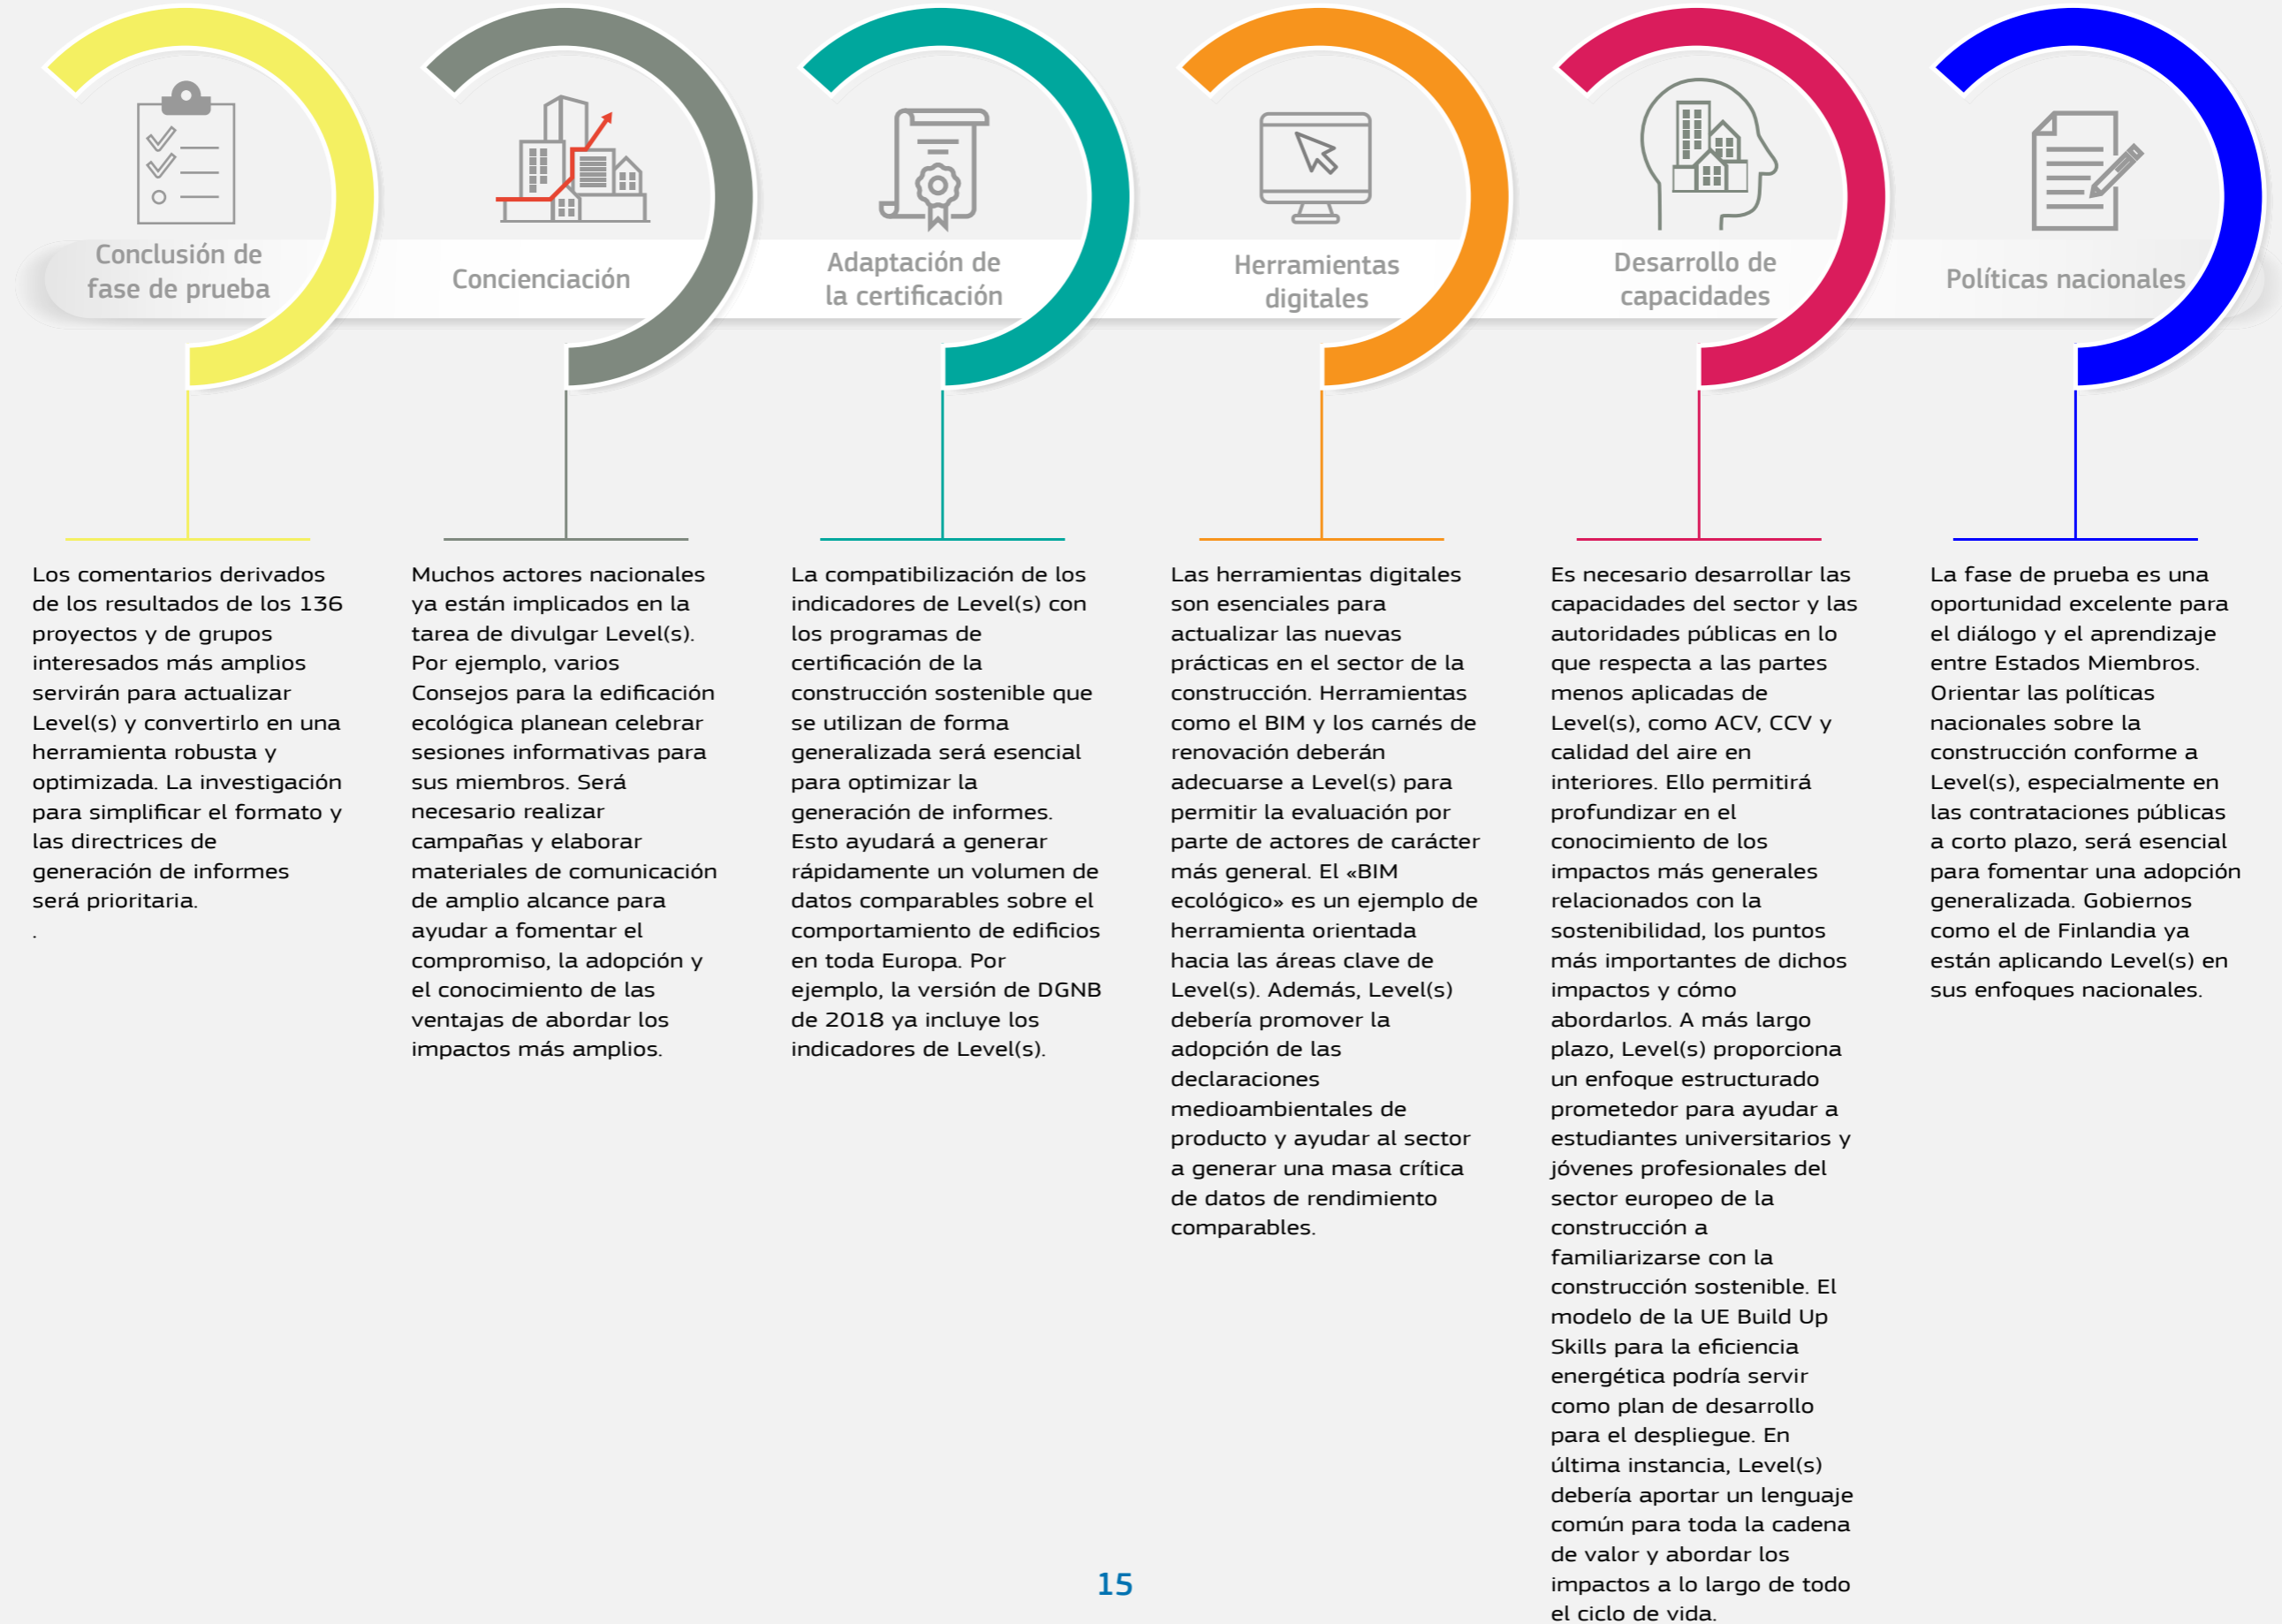 Conclusión de
fase de prueba
Concienciación
Adaptación de
la certificación
Herramientas
digitales
Desarrollo de
capacidades
Políticas nacionales
Los comentarios derivados
de los resultados de los 136
proyectos y de grupos
interesados más amplios
servirán para actualizar
Level(s) y convertirlo en una
herramienta robusta y
optimizada. La investigación
para simplificar el formato y
las directrices de
generación de informes
será prioritaria.
.
Muchos actores nacionales
ya están implicados en la
tarea de divulgar Level(s).
Por ejemplo, varios
Consejos para la edificación
ecológica planean celebrar
sesiones informativas para
sus miembros. Será
necesario realizar
campañas y elaborar
materiales de comunicación
de amplio alcance para
ayudar a fomentar el
compromiso, la adopción y
el conocimiento de las
ventajas de abordar los
impactos más amplios.
La compatibilización de los
indicadores de Level(s) con
los programas de
certificación de la
construcción sostenible que
se utilizan de forma
generalizada será esencial
para optimizar la
generación de informes.
Esto ayudará a generar
rápidamente un volumen de
datos comparables sobre el
comportamiento de edificios
en toda Europa. Por
ejemplo, la versión de DGNB
de 2018 ya incluye los
indicadores de Level(s).
Las herramientas digitales
son esenciales para
actualizar las nuevas
prácticas en el sector de la
construcción. Herramientas
como el BIM y los carnés de
renovación deberán
adecuarse a Level(s) para
permitir la evaluación por
parte de actores de carácter
más general. El «BIM
ecológico» es un ejemplo de
herramienta orientada
hacia las áreas clave de
Level(s). Además, Level(s)
debería promover la
adopción de las
declaraciones
medioambientales de
producto y ayudar al sector
a generar una masa crítica
de datos de rendimiento
comparables.
Es necesario desarrollar las
capacidades del sector y las
autoridades públicas en lo
que respecta a las partes
menos aplicadas de
Level(s), como ACV, CCV y
calidad del aire en
interiores. Ello permitirá
profundizar en el
conocimiento de los
impactos más generales
relacionados con la
sostenibilidad, los puntos
más importantes de dichos
impactos y cómo
abordarlos. A más largo
plazo, Level(s) proporciona
un enfoque estructurado
prometedor para ayudar a
estudiantes universitarios y
jóvenes profesionales del
sector europeo de la
construcción a
familiarizarse con la
construcción sostenible. El
modelo de la UE Build Up
Skills para la eficiencia
energética podría servir
como plan de desarrollo
para el despliegue. En
última instancia, Level(s)
debería aportar un lenguaje
común para toda la cadena
de valor y abordar los
impactos a lo largo de todo
el ciclo de vida.
La fase de prueba es una
oportunidad excelente para
el diálogo y el aprendizaje
entre Estados Miembros.
Orientar las políticas
nacionales sobre la
construcción conforme a
Level(s), especialmente en
las contrataciones públicas
a corto plazo, será esencial
para fomentar una adopción
generalizada. Gobiernos
como el de Finlandia ya
están aplicando Level(s) en
sus enfoques nacionales.
15